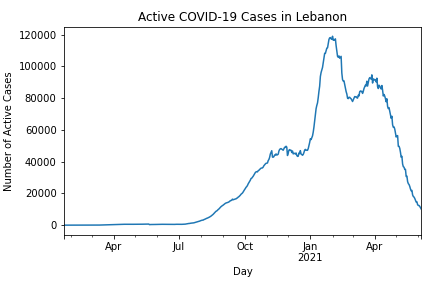 Active COVID-19 Cases in Lebanon
120000
100000
80000
60000
40000
20000
0
Number of Active Cases
Apr
Jul
Oct
Jan
2021
Apr
Day